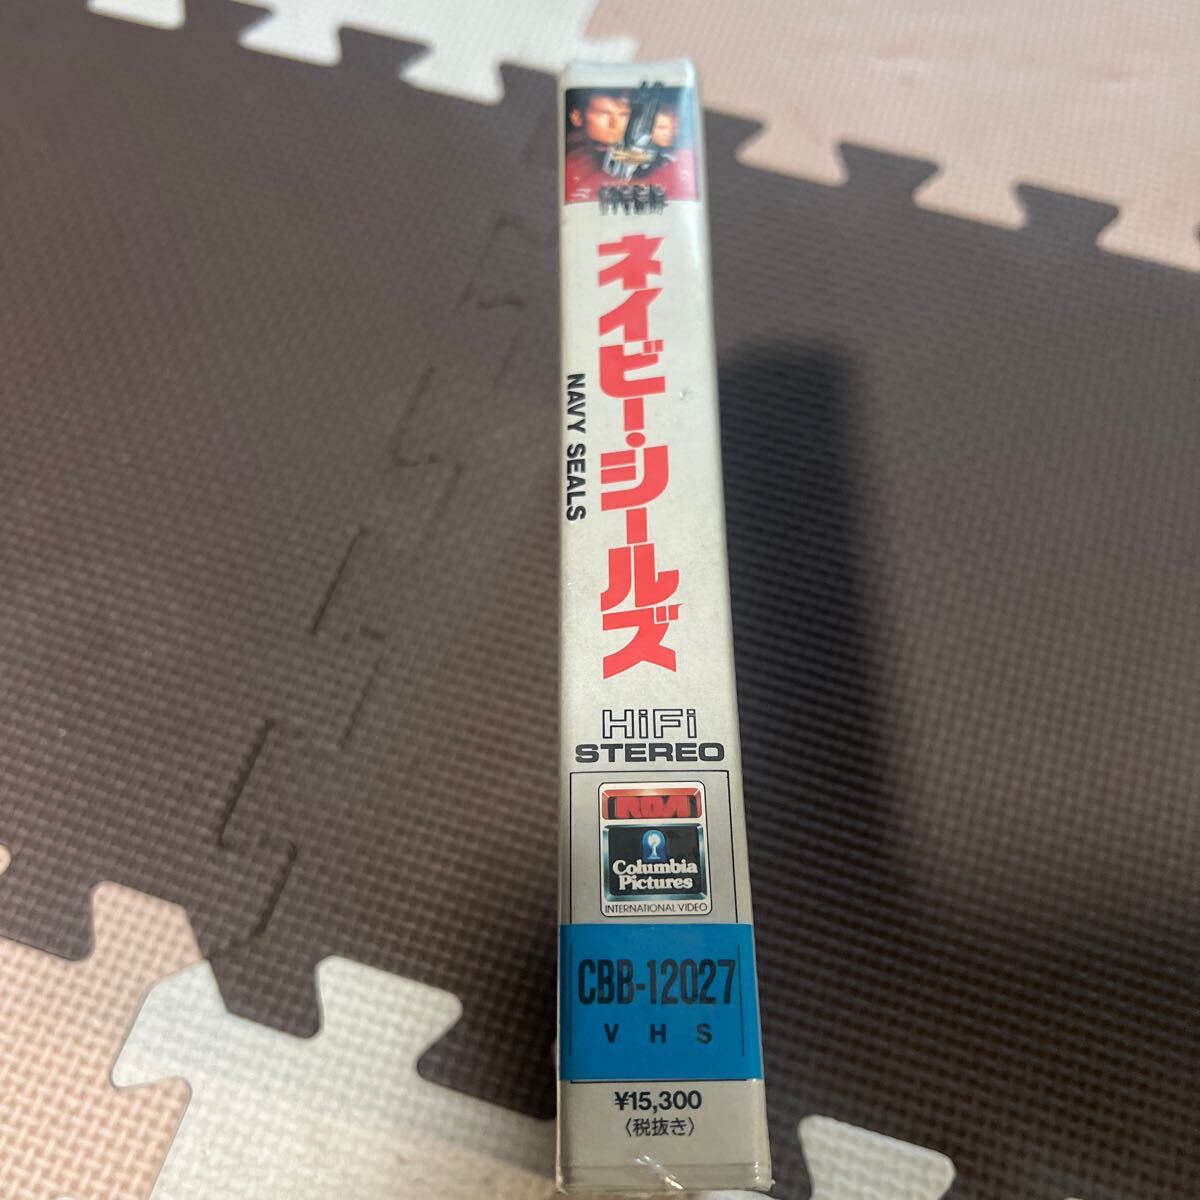 ネイビー・シールズ
NAVY SEALS
HiFi
STEREO
RCA
Columbia
Pictures
INTERNATIONAL VIDEO
CBB-12027
VHS
¥15,300
〈税抜き〉